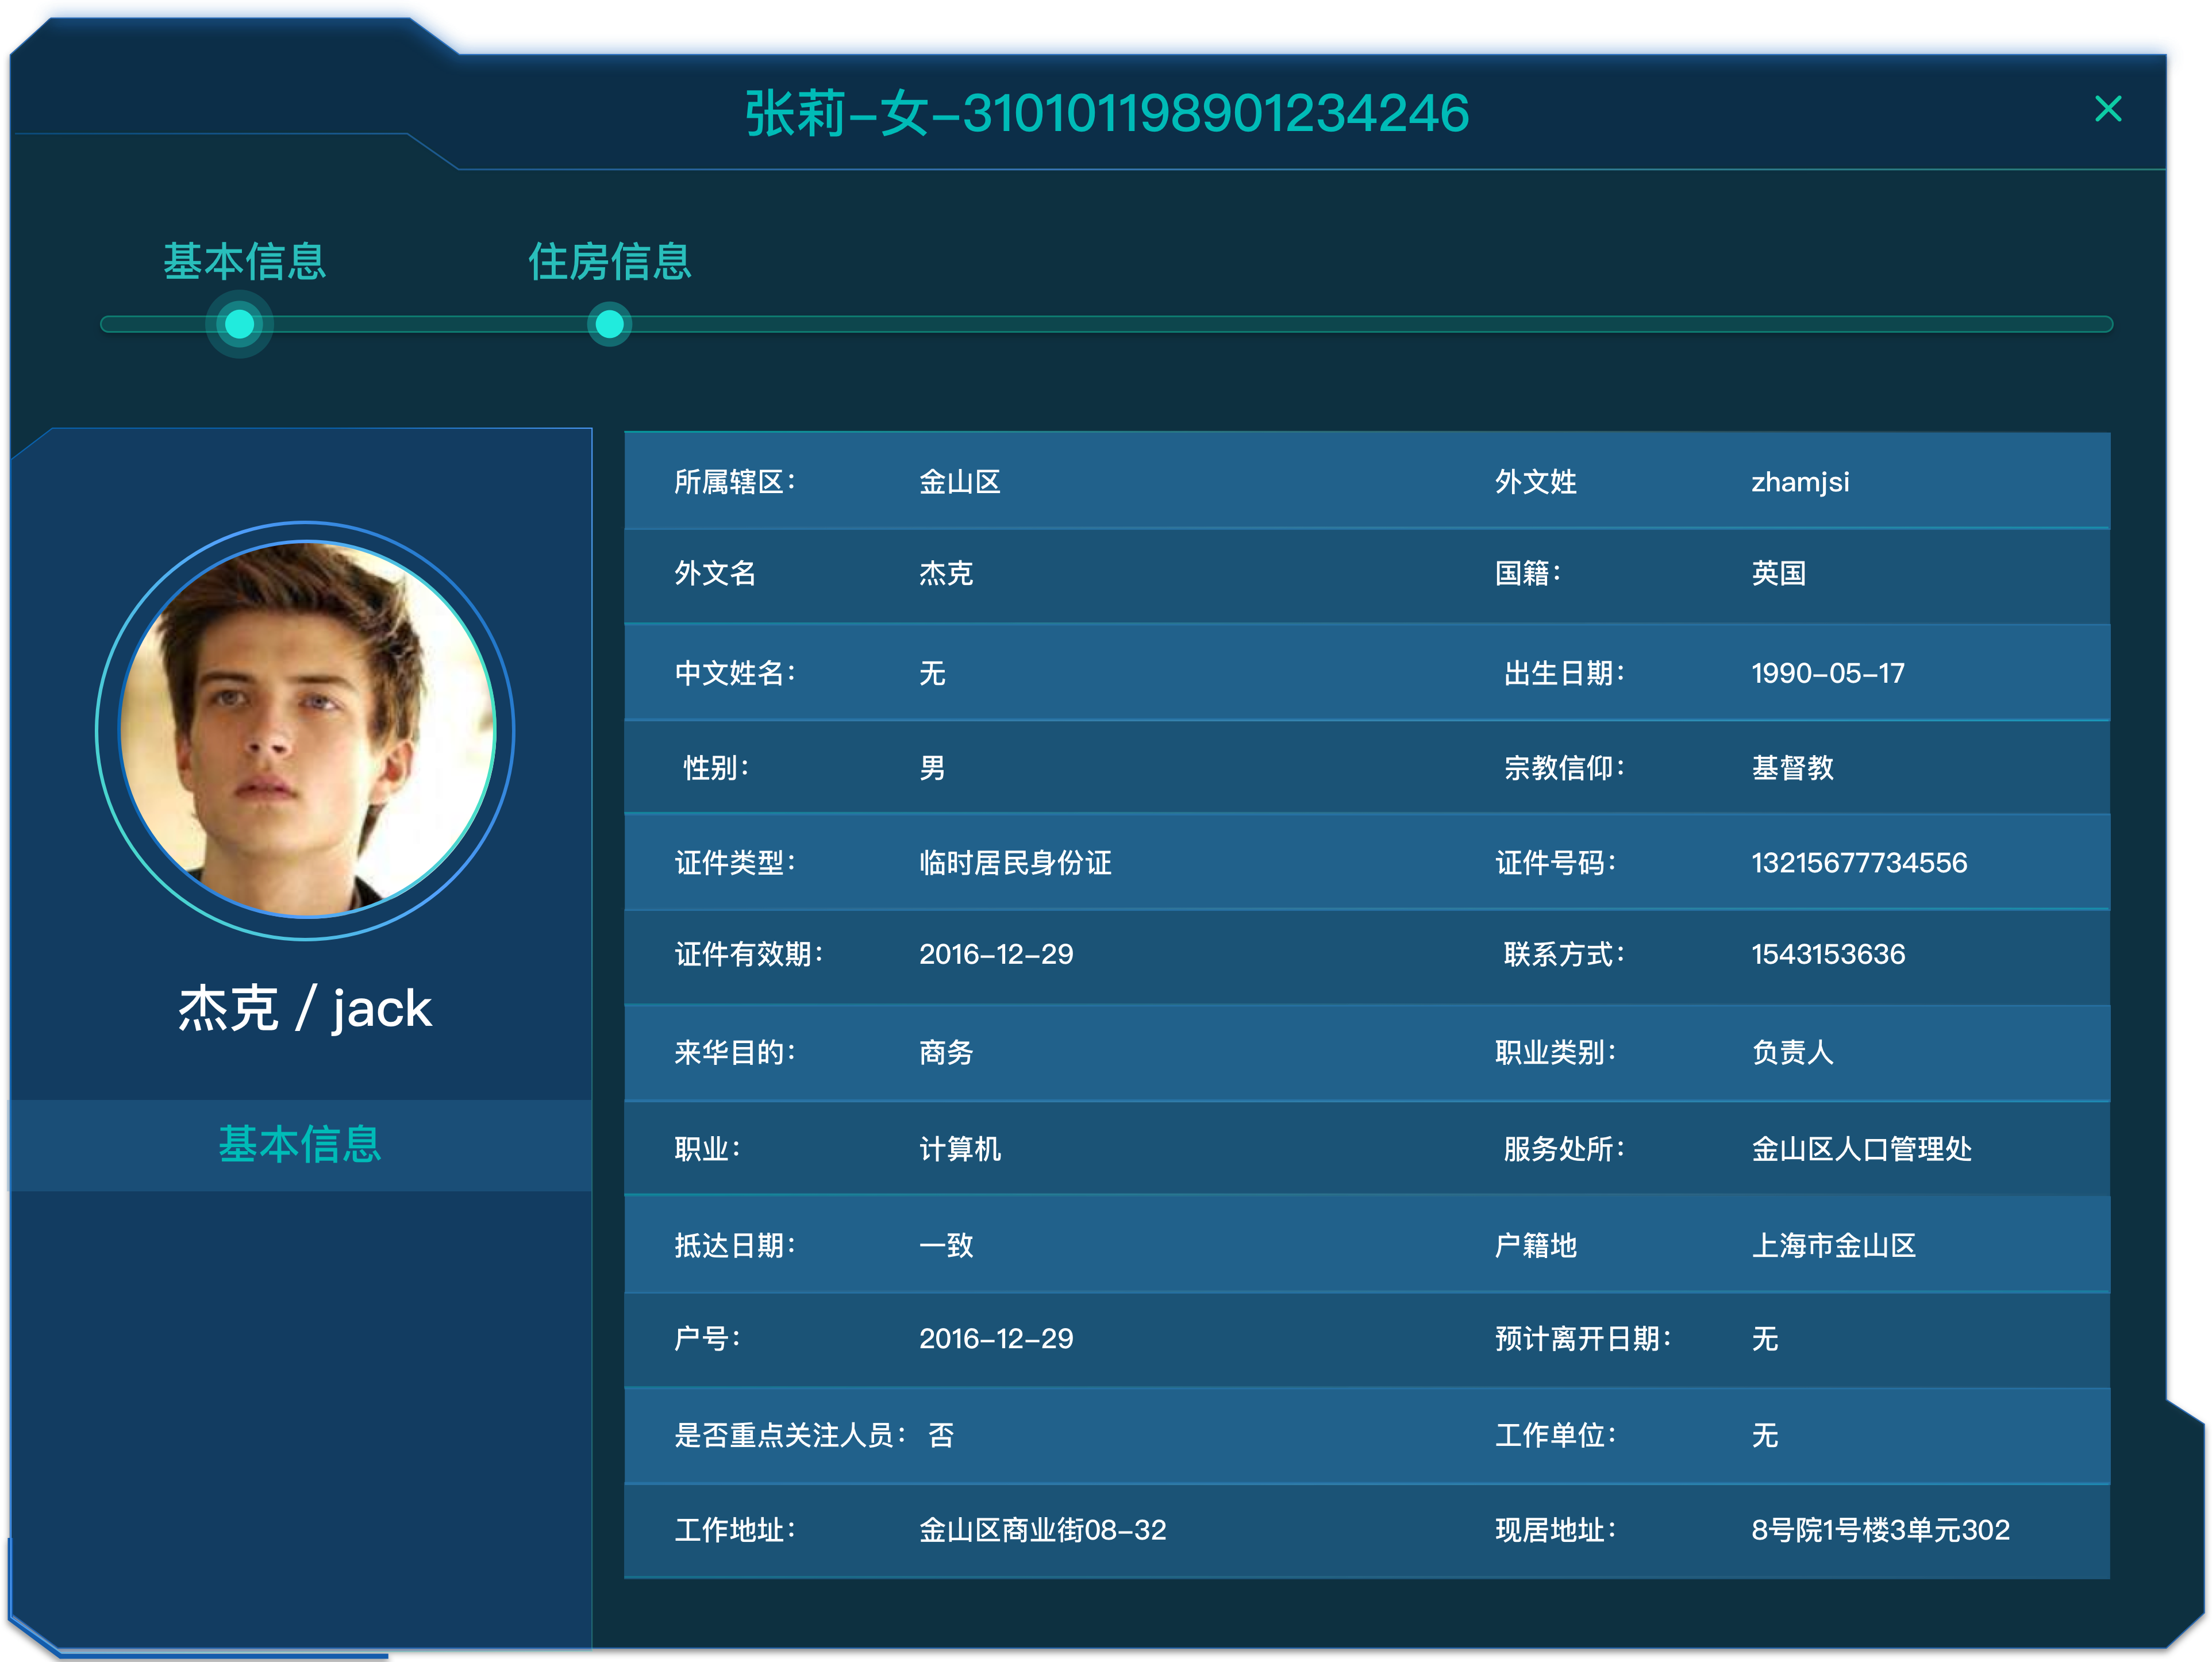 张莉–女–310101198901234246
基本信息 住房信息
所属辖区： 金山区 外文姓 zhamjsi
外文名 杰克 国籍： 英国
中文姓名： 无 出生日期： 1990–05–17
性别： 男 宗教信仰： 基督教
证件类型： 临时居民身份证 证件号码： 13215677734556
证件有效期： 2016–12–29 联系方式： 1543153636
杰克 / jack
来华目的： 商务 职业类别： 负责人
基本信息
职业： 计算机 服务处所： 金山区人口管理处
抵达日期： 一致 户籍地 上海市金山区
户号： 2016–12–29 预计离开日期： 无
是否重点关注人员： 否 工作单位： 无
工作地址： 金山区商业街08–32 现居地址： 8号院1号楼3单元302